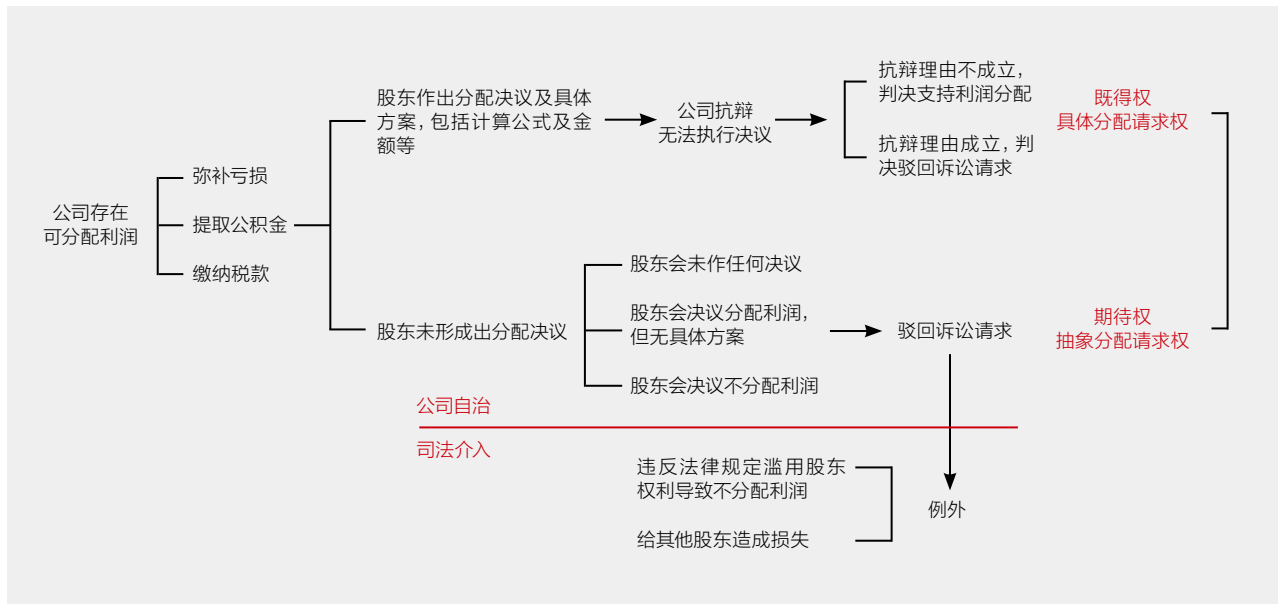 公司存在
可分配利润
弥补亏损
提取公积金
缴纳税款
股东作出分配决议及具体
方案，包括计算公式及金
额等
公司抗辩
无法执行决议
抗辩理由不成立，
判决支持利润分配
抗辩理由成立，判
决驳回诉讼请求
既得权
具体分配请求权
股东未形成出分配决议
股东会未作任何决议
股东会决议分配利润，
但无具体方案
股东会决议不分配利润
驳回诉讼请求
期待权
抽象分配请求权
公司自治
司法介入
违反法律规定滥用股东
权利导致不分配利润
给其他股东造成损失
例外